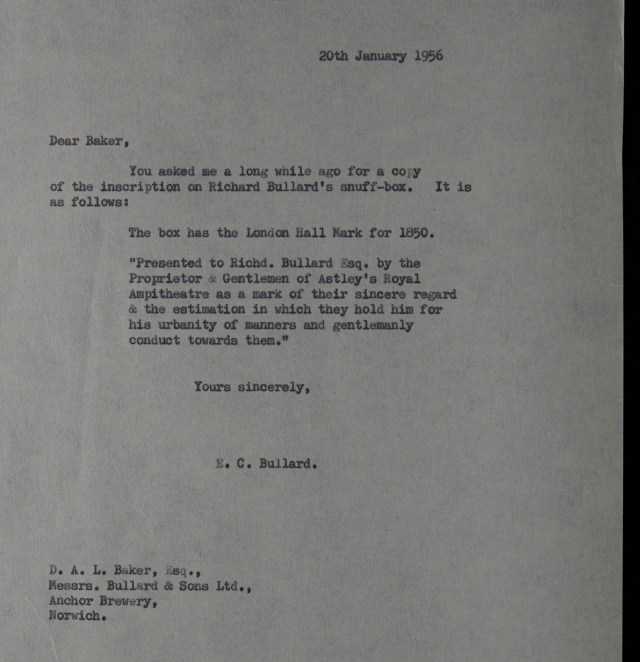 20th January 1956
Dear Baker,
You asked me a long while ago for a copy
of the inscription on Richard Bullard's snuff-box. It is
as follows:
The box has the London Hall Mark for 1850.
"Presented to Richd. Bullard Esq. by the
Proprietor & Gentlemen of Astley's Royal
Ampitheatre as a mark of their sincere regard
& the estimation in which they hold him for
his urbanity of manners and gentlemanly
conduct towards them."
Yours sincerely,
E. C. Bullard.
D. A. L. Baker, Esq.,
Messrs. Bullard & Sons Ltd.,
Anchor Brewery,
Norwich.